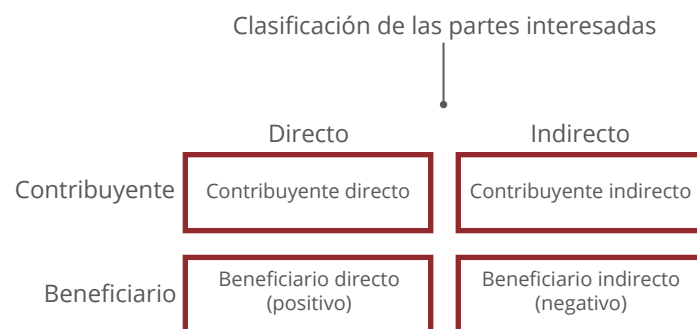 Clasificación de las partes interesadas
Directo
Indirecto
Contribuyente
Contribuyente directo
Contribuyente indirecto
Beneficiario
Beneficiario directo
(positivo)
Beneficiario indirecto
(negativo)